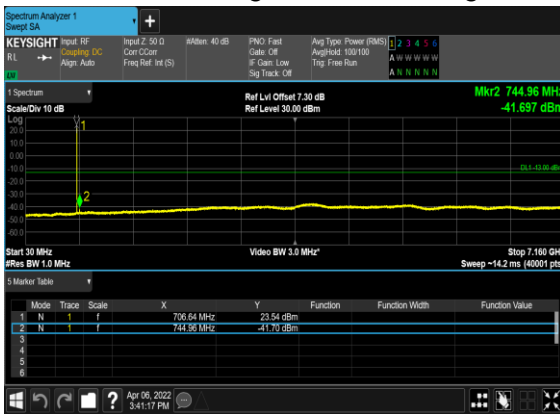 Spectrum Analyzer 1
Swept SA
+
KEYSIGHT Input: RF Input Z: 50 Ω #Atten: 40 dB PNO: Fast Avg Type: Power (RMS) 1 2 3 4 5 6
RL Coupling: DC Corr CCorr Gate: Off Avg|Hold: 100/100 A W W W W W
Align: Auto Freq Ref: Int (S) IF Gain: Low Trig: Free Run
Sig Track: Off A N N N N N
1 Spectrum Ref Lvl Offset 7.30 dB Mkr2 744.96 MHz
Scale/Div 10 dB Ref Level 30.00 dBm -41.697 dBm
Log
20.0
10.0
0.00
-10.0
-20.0
-30.0
-40.0
-50.0
-60.0
1
2
DL1 -13.00 dBm
Start 30 MHz Video BW 3.0 MHz* Stop 7.160 GH
#Res BW 1.0 MHz Sweep ~14.2 ms (40001 pts
5 Marker Table
Mode Trace Scale X Y Function Function Width Function Value
1 N 1 f 706.64 MHz 23.54 dBm
2 N 1 f 744.96 MHz -41.70 dBm
3
4
5
6
? Apr 06, 2022
3:41:17 PM